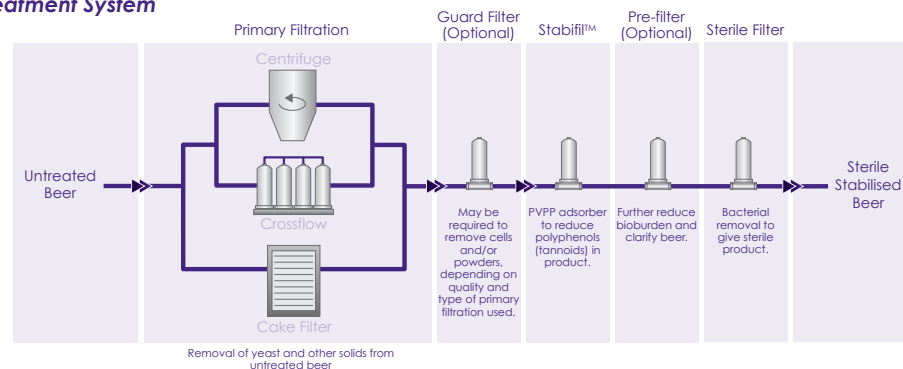 eatment System
Primary Filtration
Guard Filter
(Optional)
Stabifil™
Pre-filter
(Optional)
Sterile Filter
Centrifuge
Untreated
Beer
Crossflow
Cake Filter
Removal of yeast and other solids from
untreated beer
May be
required to
remove cells
and/or
powders,
depending on
quality and
type of primary
filtration used.
PVPP adsorber
to reduce
polyphenols
(tannoids) in
product.
Further reduce
bioburden and
clarify beer.
Bacterial
removal to
give sterile
product.
Sterile
Stabilised
Beer